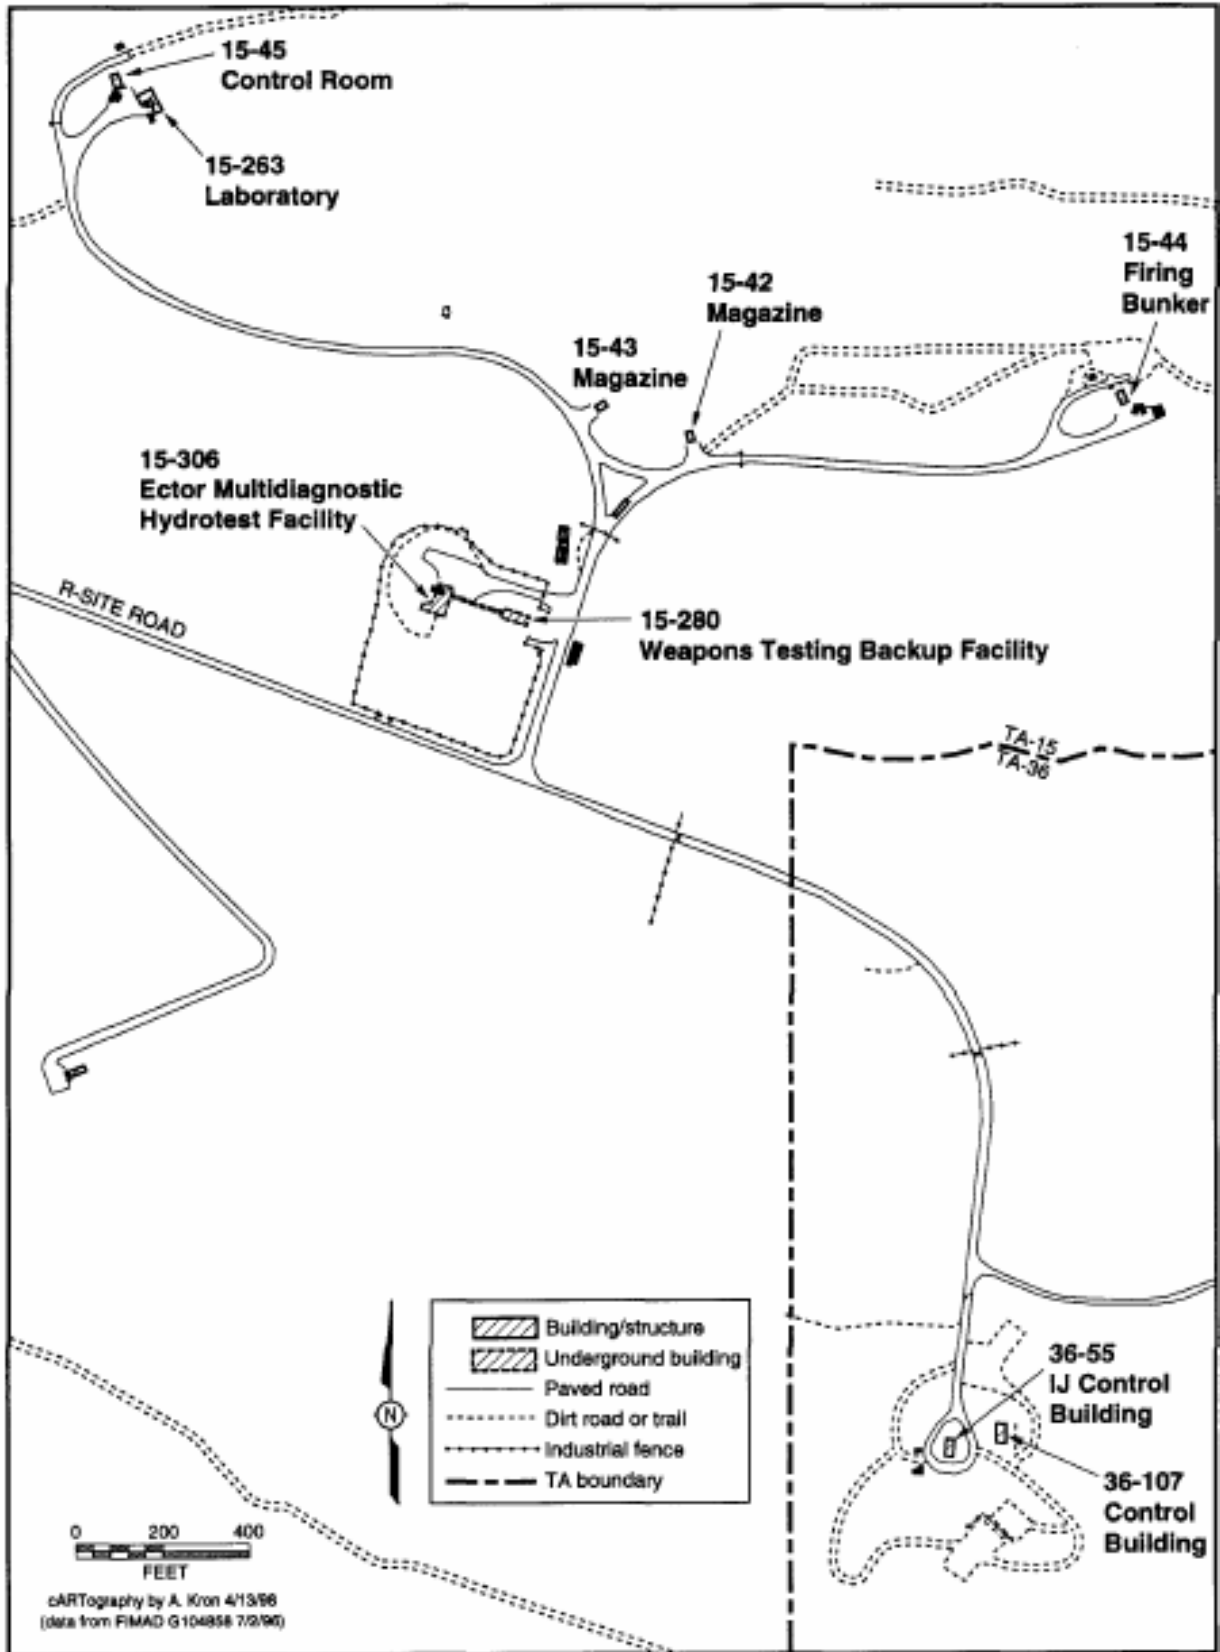 15-45
Control Room
15-263
Laboratory
15-44
Firing
Bunker
15-42
Magazine
15-43
Magazine
15-306
Ector Multidiagnostic
Hydrotest Facility
R-SITE ROAD
15-280
Weapons Testing Backup Facility
TA-15
TA-36
Building/structure
Underground building
Paved road
Dirt road or trail
Industrial fence
TA boundary
N
36-55
IJ Control
Building
36-107
Control
Building
0 200 400
FEET
cARTography by A. Kron 4/13/98
(data from FIMAD G104858 7/2/96)